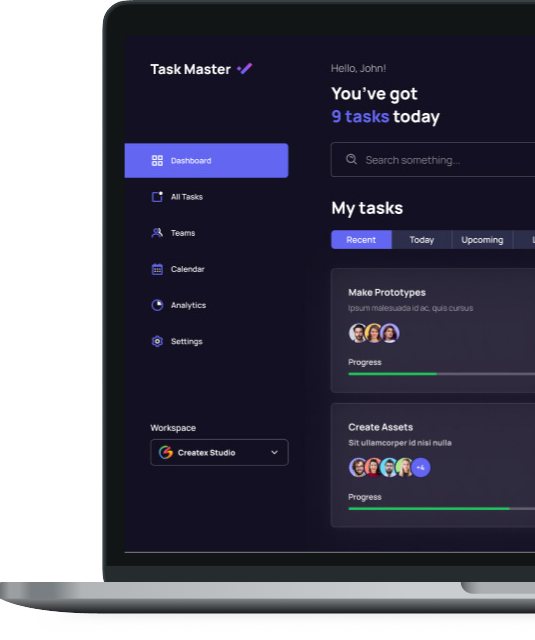 Task Master
Dashboard
All Tasks
Teams
Calendar
Analytics
Settings
Workspace
Createx Studio
Hello, John!
You've got
9 tasks today
Search something...
My tasks
Recent
Today
Upcoming
Make Prototypes
Ipsum malesuada id ac, quis cursus
Progress
Create Assets
Sit ullamcorper id nisi nulla
+4
Progress